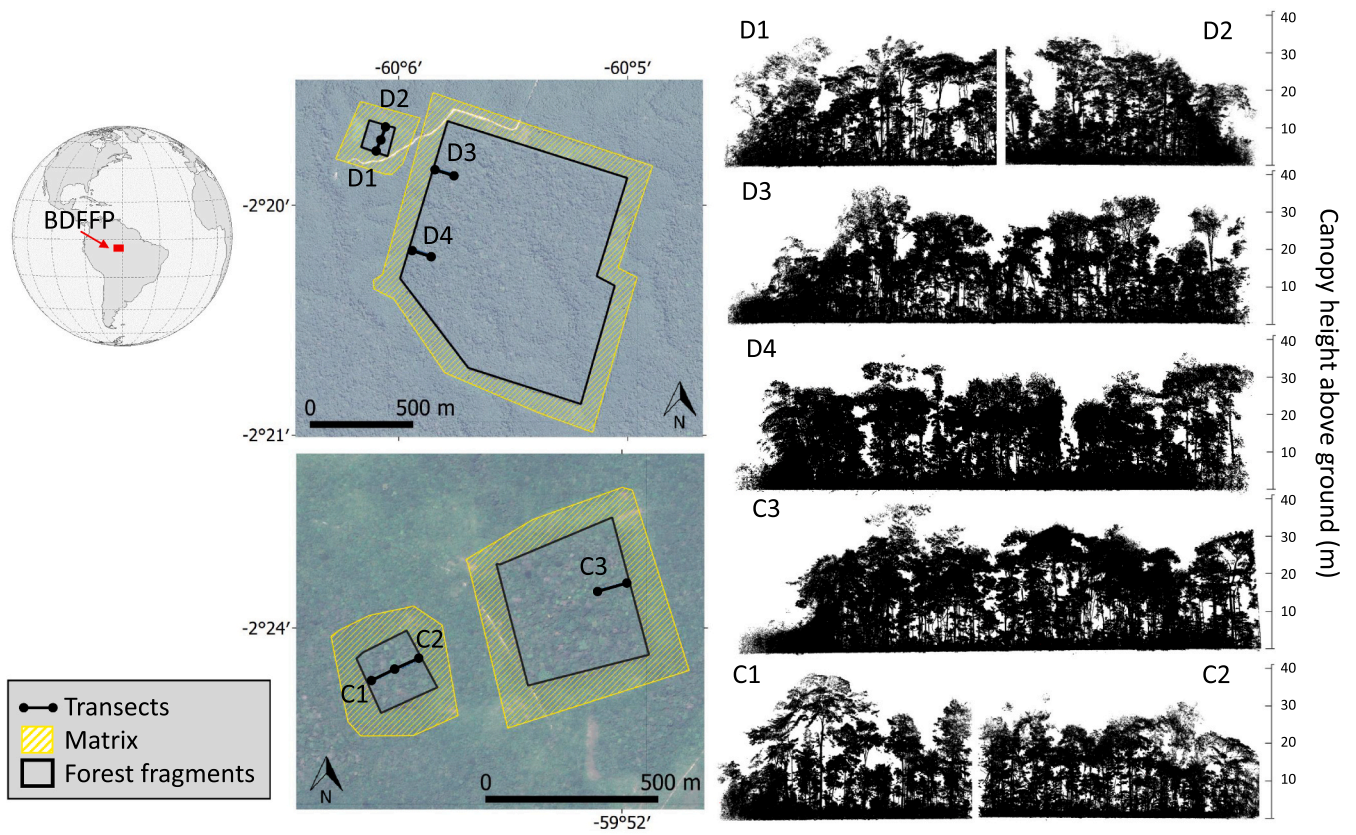 BDFFP
-60°6′
-60°5′
D2
D1
D3
D4
-2°20′
-2°21′
0
500 m
N
C3
C2
C1
-2°24′
N
0
500 m
-59°52′
Transects
Matrix
Forest fragments
D1
D2
40
30
20
10
D3
40
30
20
10
D4
40
30
20
10
C3
40
30
20
10
C1
C2
40
30
20
10
Canopy height above ground (m)